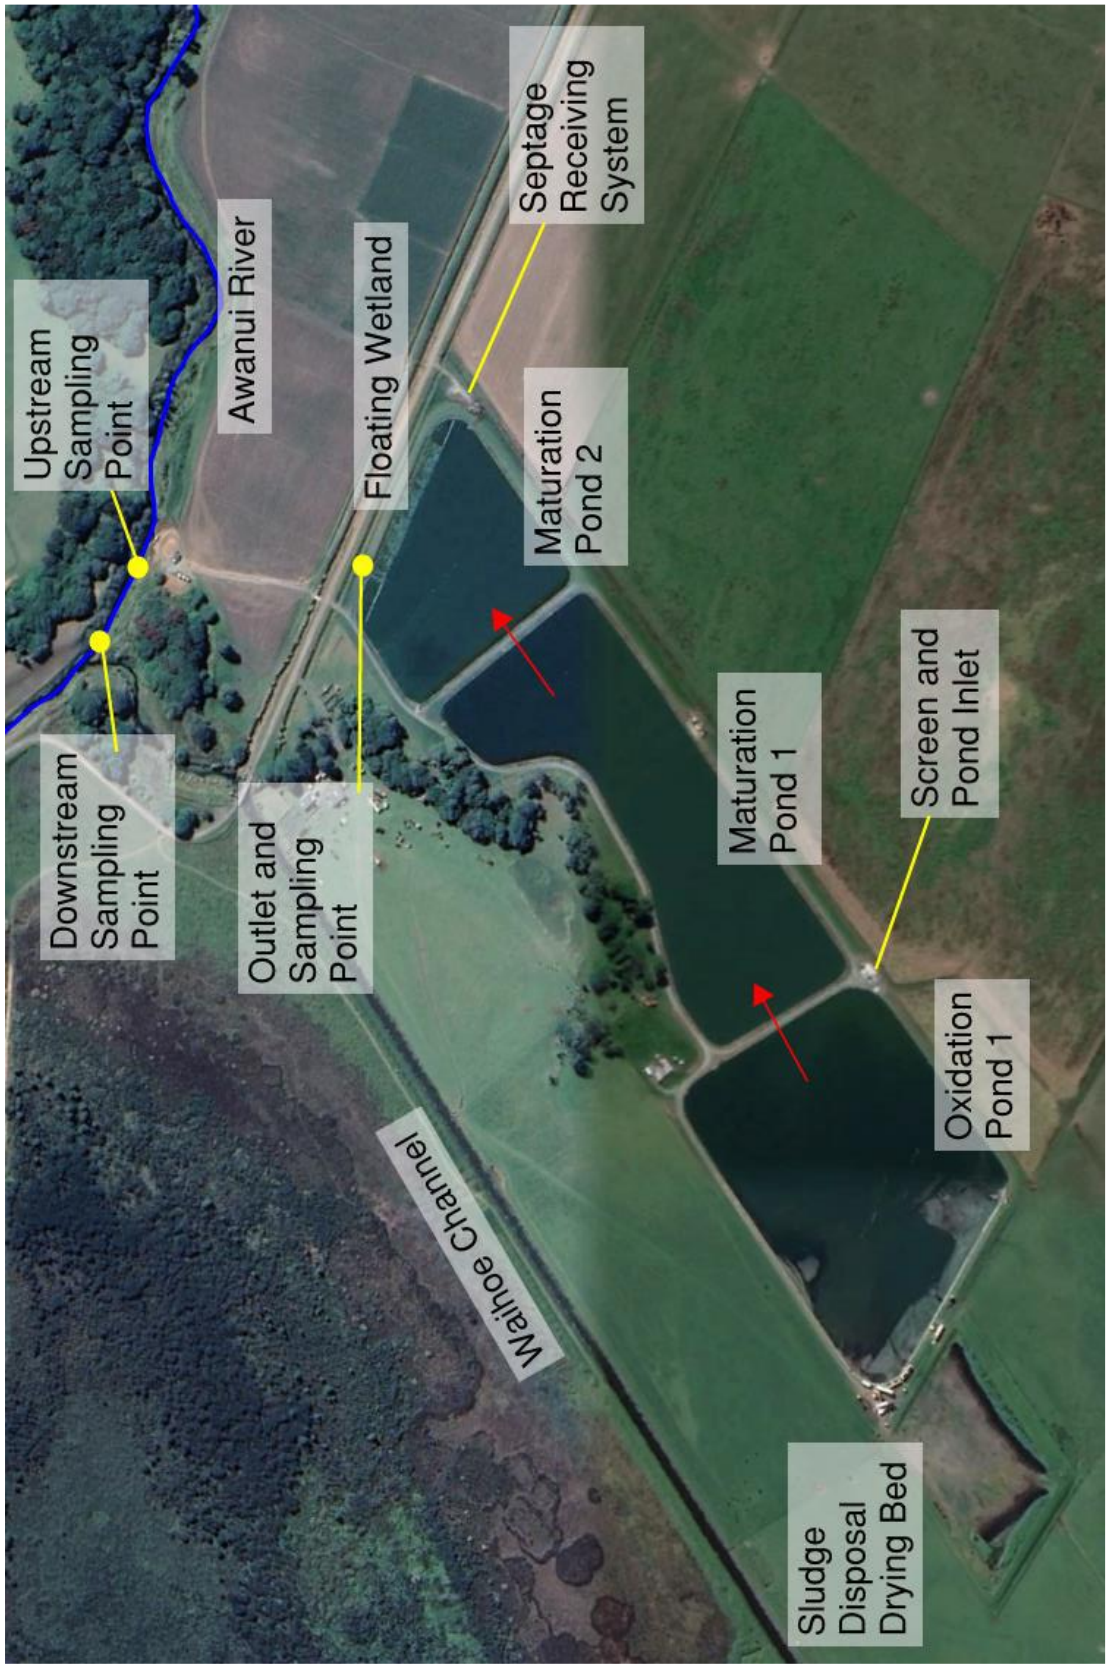 Upstream
Sampling
Point
Downstream
Sampling
Point
Awanui River
Outlet and
Sampling
Point
Floating Wetland
Waihoe Channel
Septage
Receiving
System
Maturation
Pond 2
Maturation
Pond 1
Sludge
Disposal
Drying Bed
Screen and
Pond Inlet
Oxidation
Pond 1